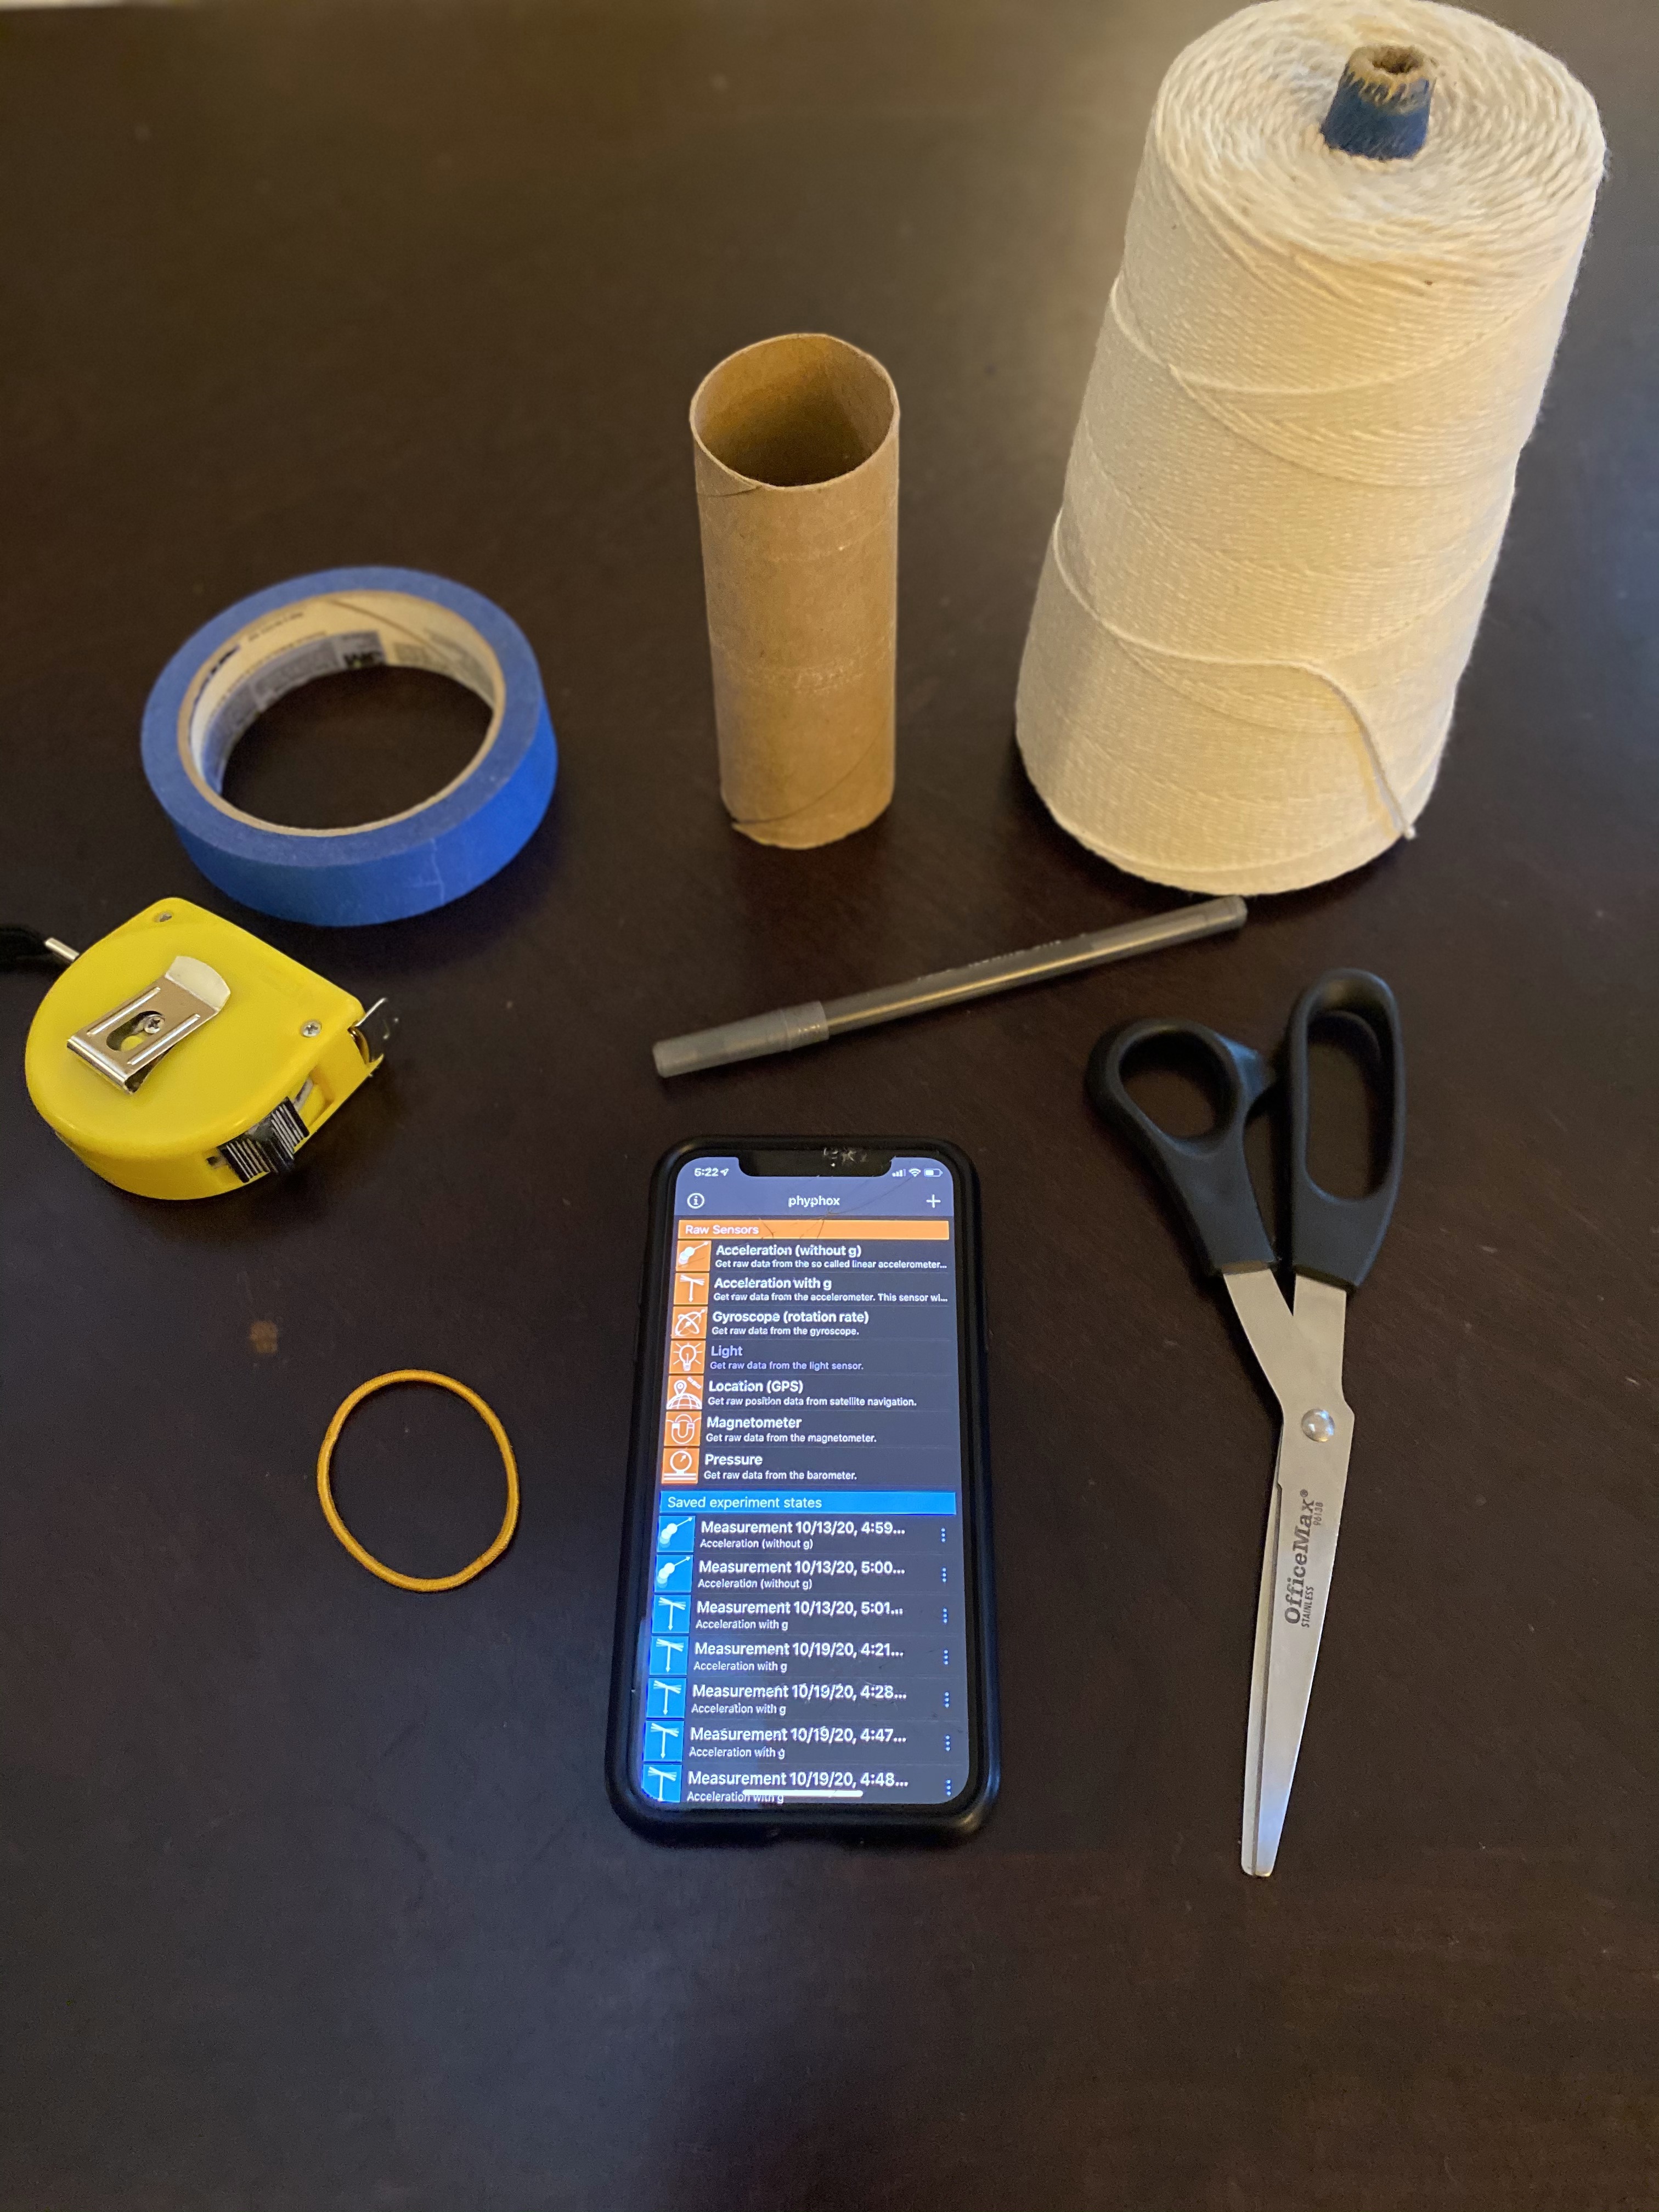 5:22
phyphox
Raw Sensors
Acceleration (without g)
Get raw data from the so called linear accelerometer...
Acceleration with g
Get raw data from the accelerometer. This sensor wi...
Gyroscope (rotation rate)
Get raw data from the gyroscope.
Light
Get raw data from the light sensor.
Location (GPS)
Get raw position data from satellite navigation.
Magnetometer
Get raw data from the magnetometer.
Pressure
Get raw data from the barometer.
Saved experiment states
Measurement 10/13/20, 4:59...
Acceleration (without g)
Measurement 10/13/20, 5:00...
Acceleration (without g)
Measurement 10/13/20, 5:01...
Acceleration with g
Measurement 10/19/20, 4:21...
Acceleration with g
Measurement 10/19/20, 4:28...
Acceleration with g
Measurement 10/19/20, 4:47...
Acceleration with g
Measurement 10/19/20, 4:48...
Acceleration with g
OfficeMax®
STAINLESS